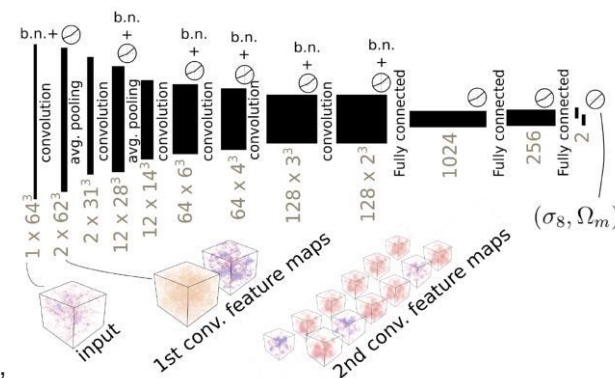 b.n.+
b.n.
+
b.n.
+
b.n.
+
b.n.
+
b.n.
+
convolution
avg. pooling
convolution
avg. pooling
convolution
convolution
convolution
convolution
Fully connected
Fully connected
Fully connected
1 x 64³
2 x 62³
2 x 31³
12 x 28³
12 x 14³
64 x 6³
64 x 4³
128 x 3³
128 x 2³
1024
256
2
(σ₈, Ωₘ)
input
1st conv. feature maps
2nd conv. feature maps
,